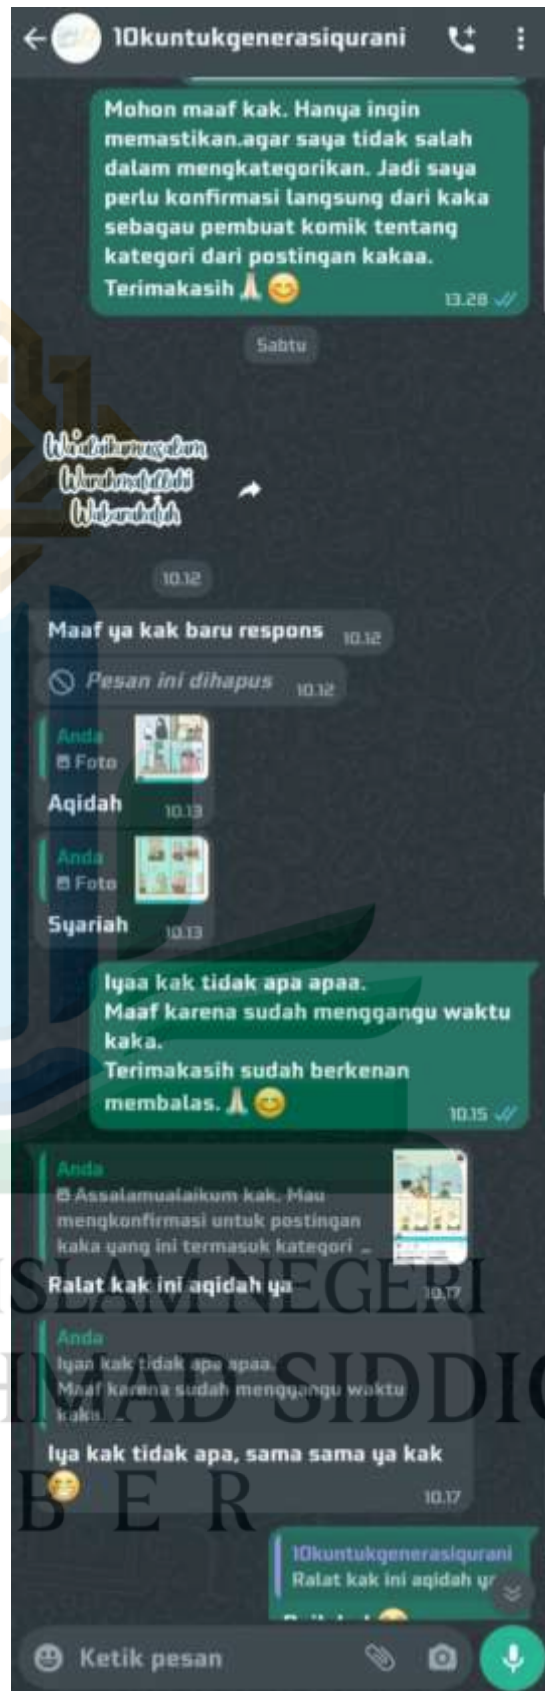 10kuntukgenerasiqurani
Mohon maaf kak. Hanya ingin
memastikan.agar saya tidak salah
dalam mengkategorikan. Jadi saya
perlu konfirmasi langsung dari kaka
sebagau pembuat komik tentang
kategori dari postingan kakaa.
Terimakasih 🙏🏻😊
13.28
Sabtu
Wa'alaikumussalam
Warahmatullahi
Wabarakatuh
10.12
Maaf ya kak baru respons 10.12
Pesan ini dihapus 10.12
Anda
Foto
Aqidah 10.13
Anda
Foto
Syariah 10.13
Iyaa kak tidak apa apaa.
Maaf karena sudah menggangu waktu
kaka.
Terimakasih sudah berkenan
membalas. 🙏🏻😊
10.15
Anda
Assalamualaikum kak. Mau
mengkonfirmasi untuk postingan
kaka yang ini termasuk kategori ...
Ralat kak ini aqidah ya 10.17
Anda
Iyaa kak tidak apa apaa.
Maaf karena sudah menggangu waktu
kaka. ...
Iya kak tidak apa, sama sama ya kak
😁
10.17
10kuntukgenerasiqurani
Ralat kak ini aqidah ya
Ketik pesan
ISLAM NEGERI
HMAD SIDDIQ
B E R